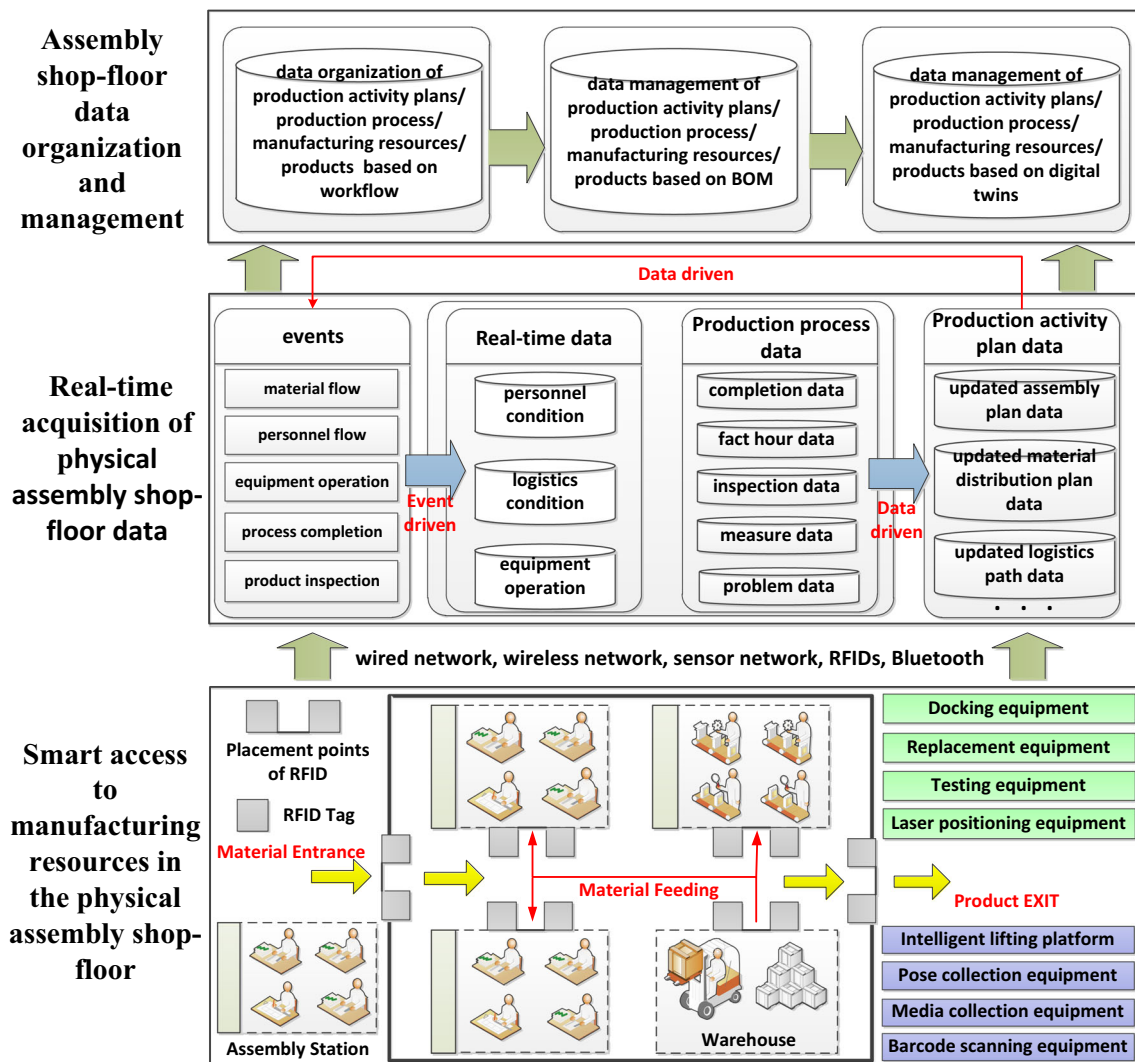 Assembly
shop-floor
data
organization
and
management
data organization of
production activity plans/
production process/
manufacturing resources/
products based on
workflow
data management of
production activity plans/
production process/
manufacturing resources/
products based on BOM
data management of
production activity plans/
production process/
manufacturing resources/
products based on digital
twins
Data driven
Real-time
acquisition of
physical
assembly shop-
floor data
events
material flow
personnel flow
equipment operation
process completion
product inspection
Event
driven
Real-time data
personnel
condition
logistics
condition
equipment
operation
Production process
data
completion data
fact hour data
inspection data
measure data
problem data
Data
driven
Production activity
plan data
updated assembly
plan data
updated material
distribution plan
data
updated logistics
path data
. . .
wired network, wireless network, sensor network, RFIDs, Bluetooth
Smart access
to
manufacturing
resources in
the physical
assembly shop-
floor
Placement points
of RFID
RFID Tag
Material Entrance
Assembly Station
Material Feeding
Warehouse
Docking equipment
Replacement equipment
Testing equipment
Laser positioning equipment
Product EXIT
Intelligent lifting platform
Pose collection equipment
Media collection equipment
Barcode scanning equipment